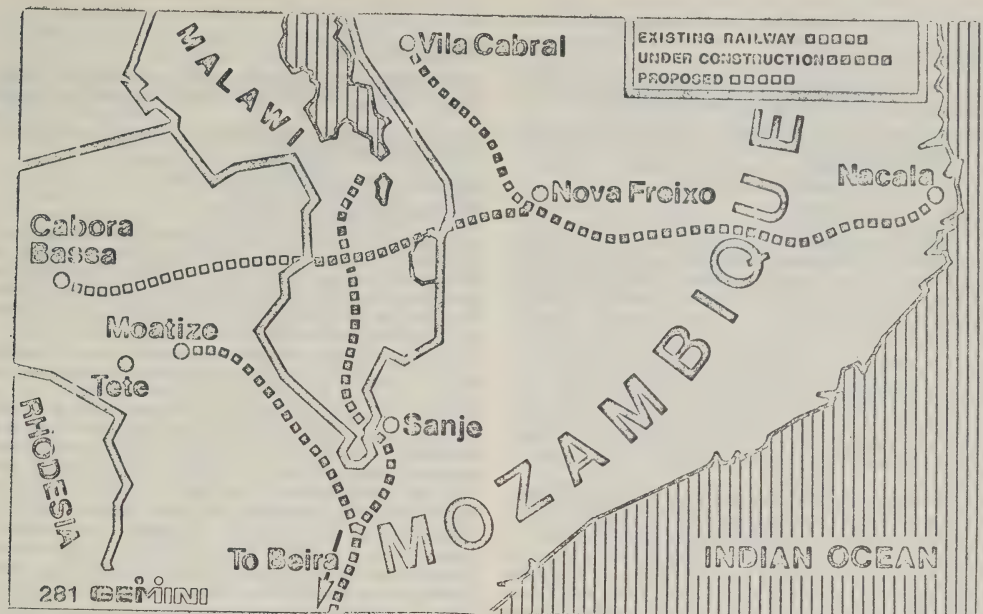 Vila Cabral
EXISTING RAILWAY
UNDER CONSTRUCTION
PROPOSED
MALAWI
Nova Freixo
Nacala
Cabora
Bassa
Moatize
Tete
Sanje
RHODESIA
MOZAMBIQUE
To Beira
INDIAN OCEAN
281 GEMINI